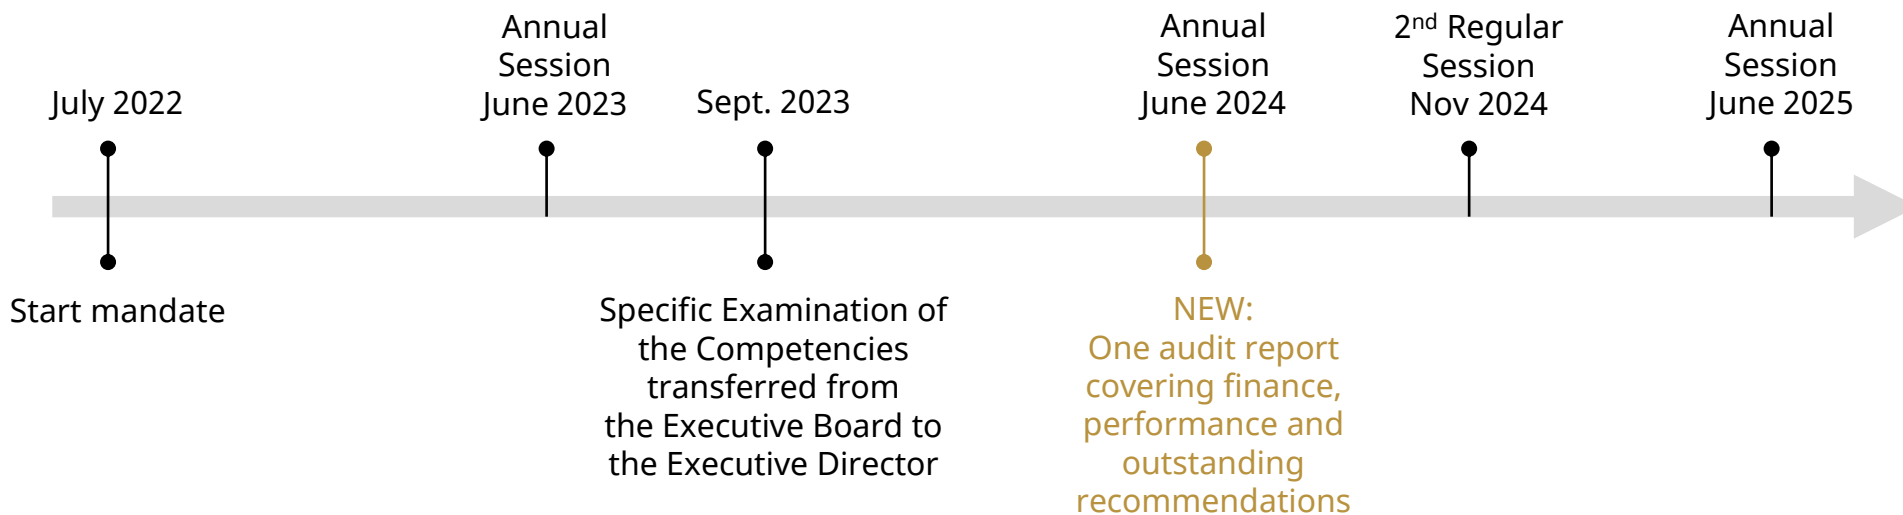 July 2022
Annual
Session
June 2023
Sept. 2023
Annual
Session
June 2024
2nd Regular
Session
Nov 2024
Annual
Session
June 2025
Start mandate
Specific Examination of
the Competencies
transferred from
the Executive Board to
the Executive Director
NEW:
One audit report
covering finance,
performance and
outstanding
recommendations